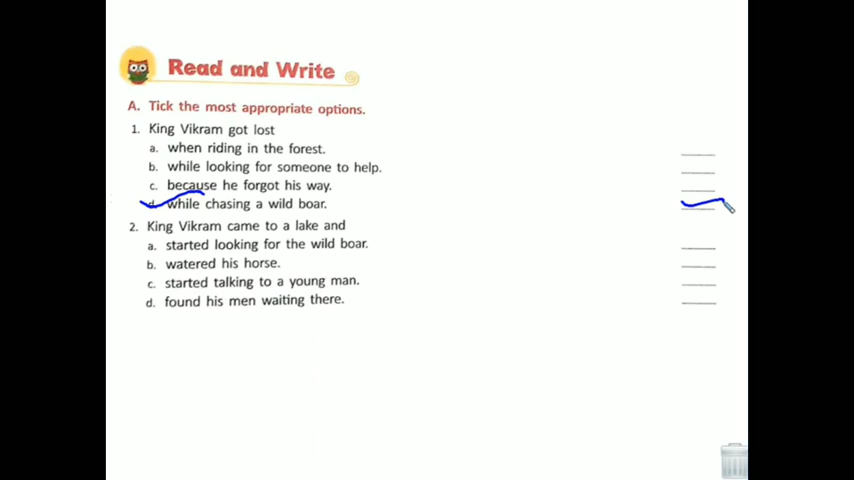 Read and Write
A. Tick the most appropriate options.
1. King Vikram got lost
a. when riding in the forest.
b. while looking for someone to help.
c. because he forgot his way.
d. while chasing a wild boar.
2. King Vikram came to a lake and
a. started looking for the wild boar.
b. watered his horse.
c. started talking to a young man.
d. found his men waiting there.